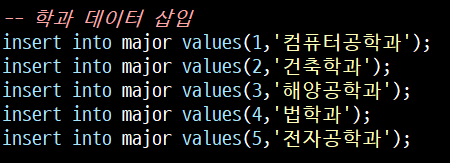 -- 학과 데이터 삽입
insert into major values(1,'컴퓨터공학과');
insert into major values(2,'건축학과');
insert into major values(3,'해양공학과');
insert into major values(4,'법학과');
insert into major values(5,'전자공학과');